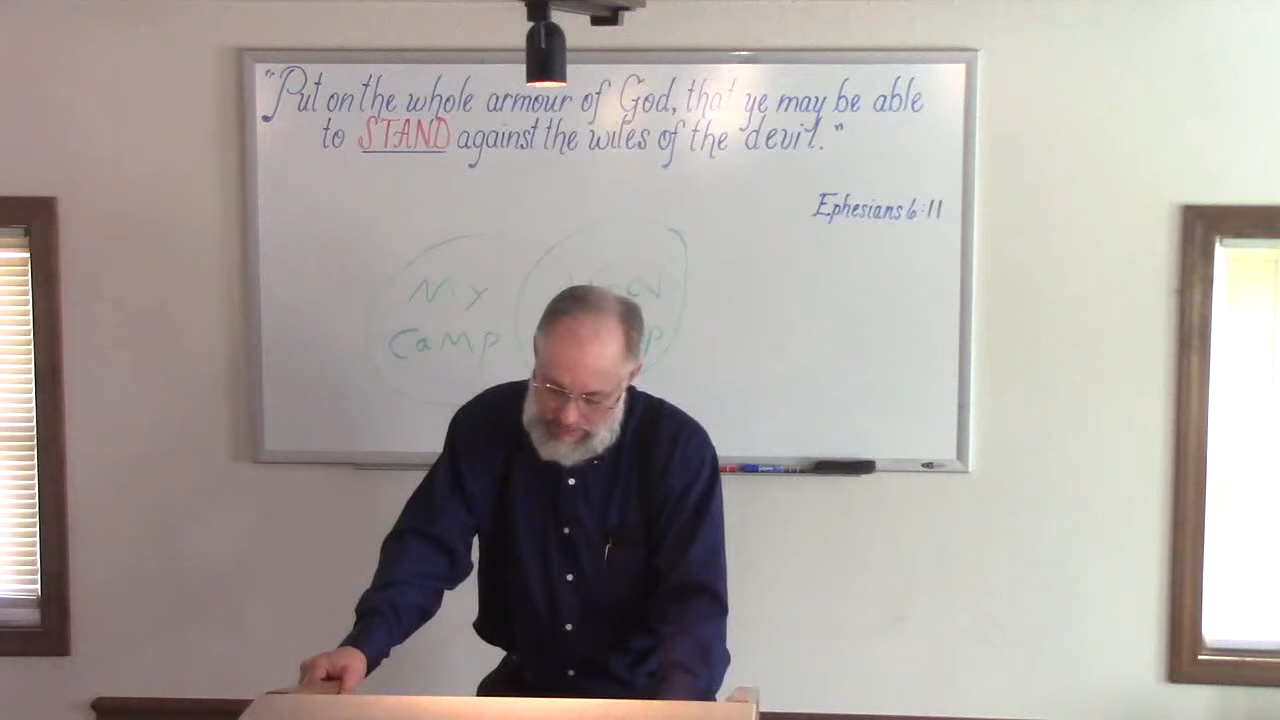 "Put on the whole armour of God, that ye may be able
to STAND against the wiles of the devil."
Ephesians 6:11
My
Camp